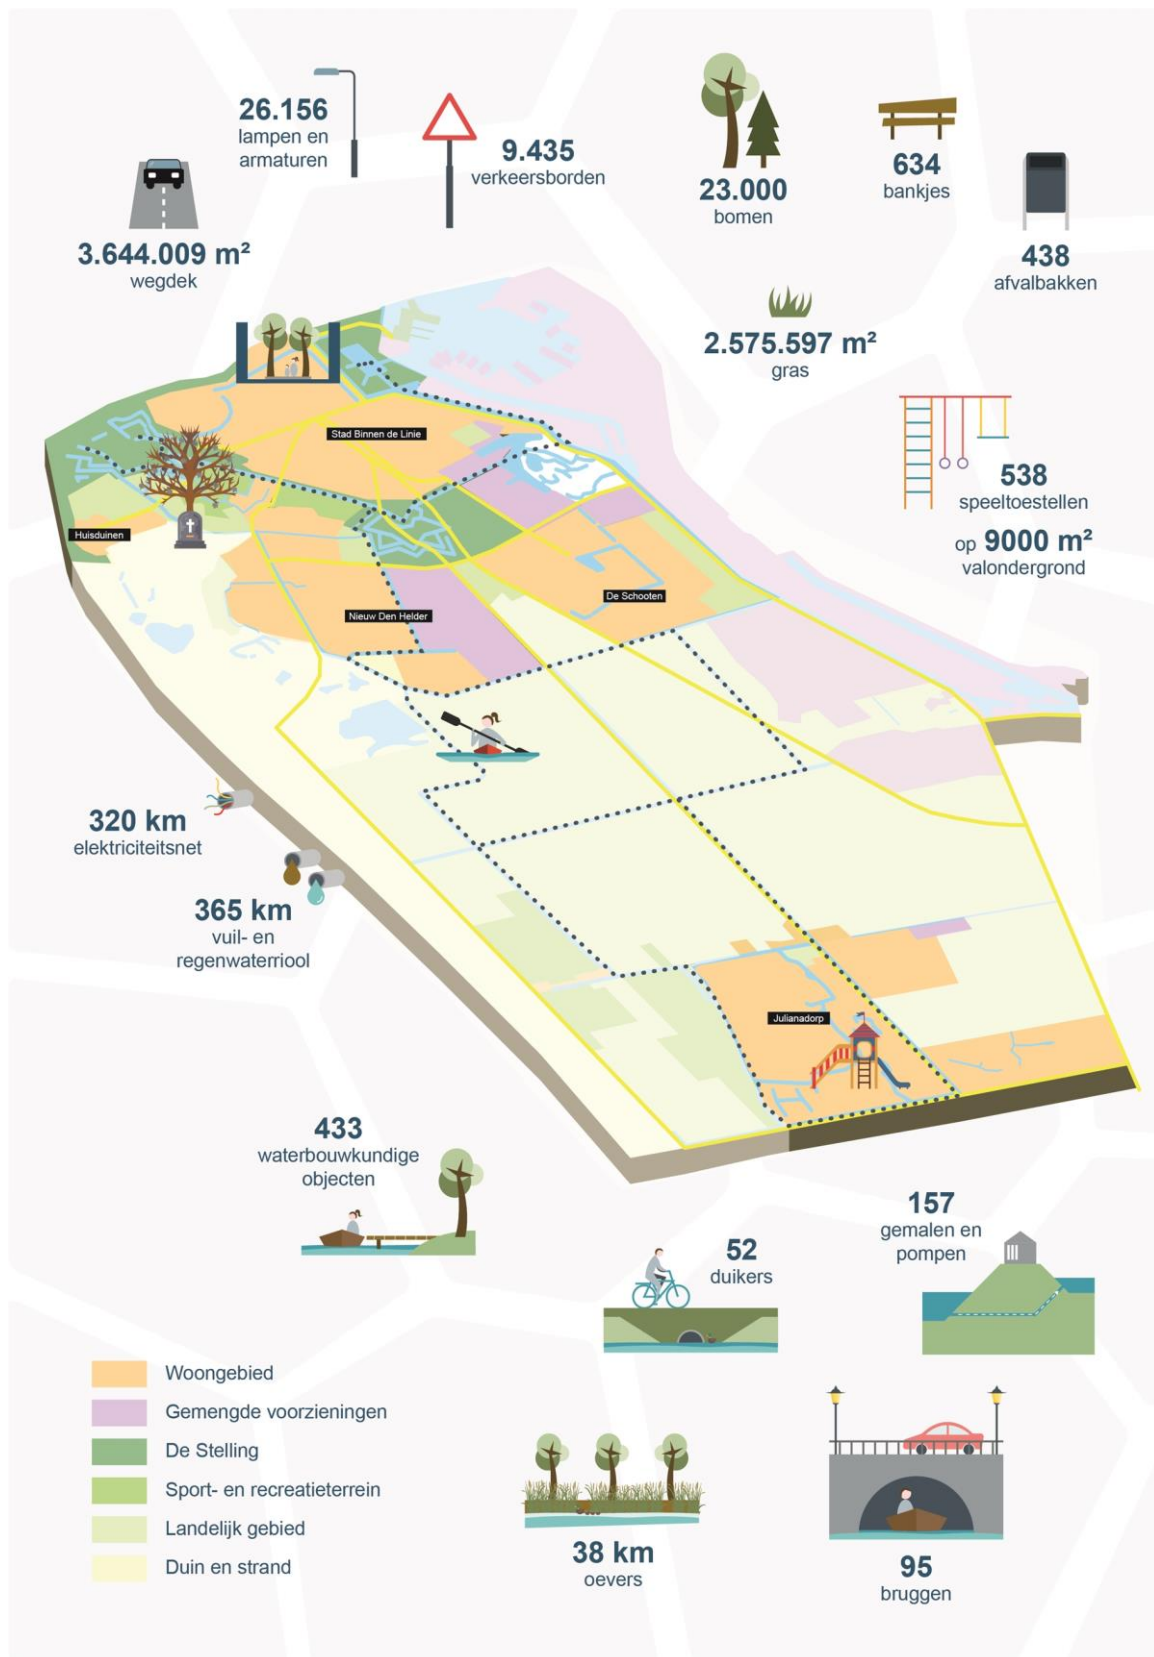 26.156
lampen en
armaturen
9.435
verkeersborden
23.000
bomen
634
bankjes
438
afvalbakken
3.644.009 m²
wegdek
2.575.597 m²
gras
538
speeltoestellen
op 9000 m²
valondergrond
Stad Binnen de Linie
Huisduinen
De Schooten
Nieuw Den Helder
320 km
elektriciteitsnet
365 km
vuil- en
regenwaterriool
Julianadorp
433
waterbouwkundige
objecten
52
duikers
157
gemalen en
pompen
Woongebied
Gemengde voorzieningen
De Stelling
Sport- en recreatieterrein
Landelijk gebied
Duin en strand
38 km
oevers
95
bruggen